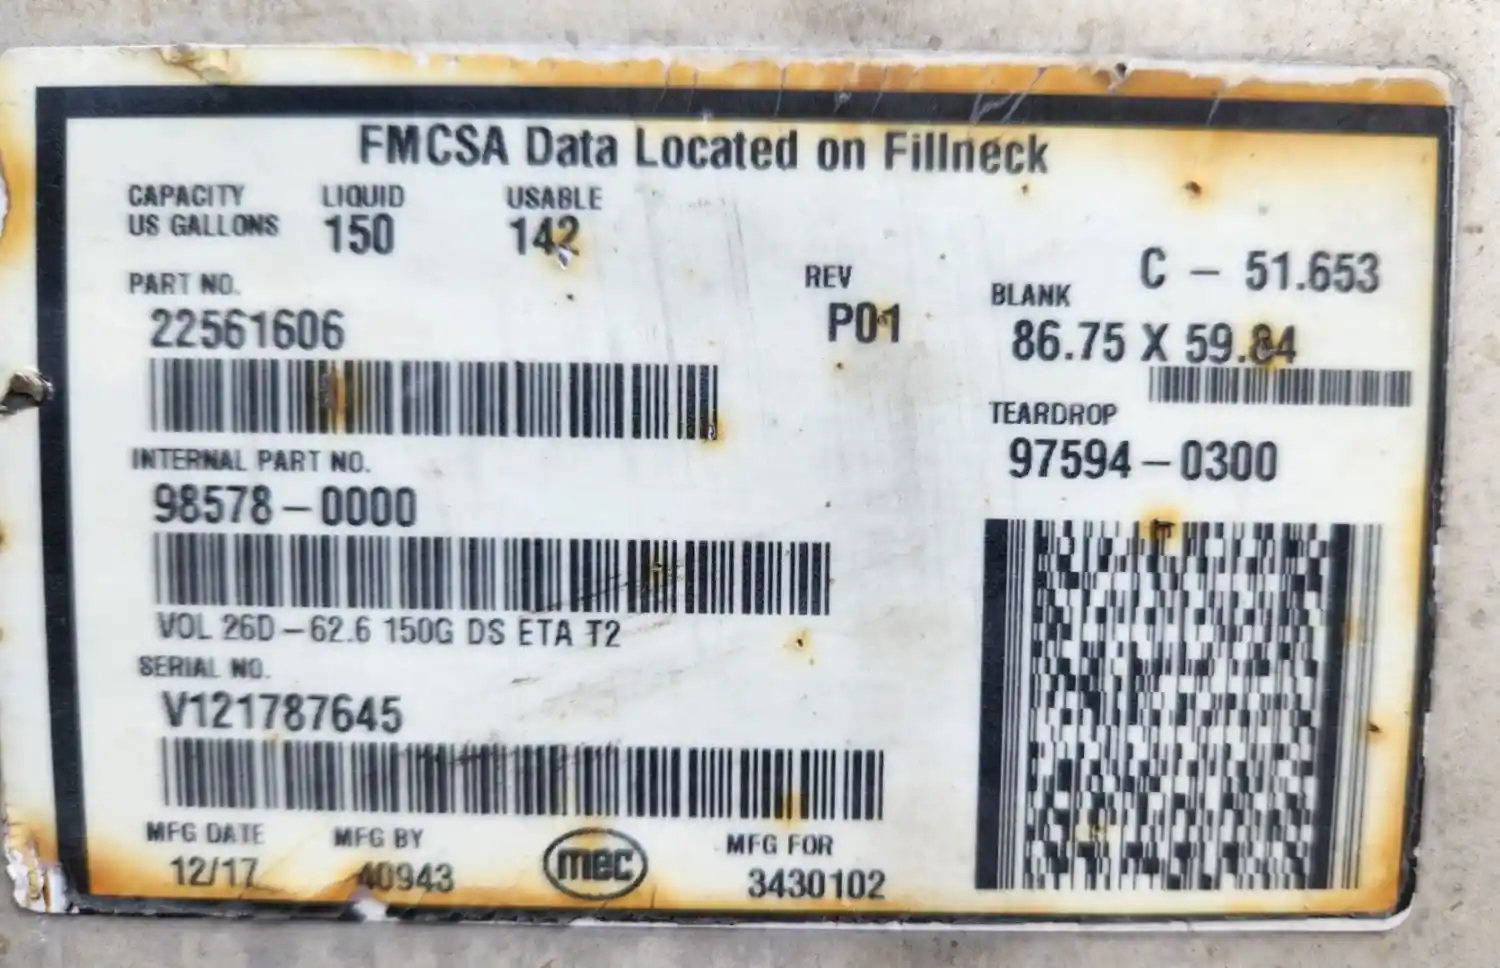 FMCSA Data Located on Fillneck
CAPACITY US GALLONS
LIQUID 150
USABLE 142
PART NO.
22561606
REV
P01
C - 51.653
BLANK
86.75 X 59.84
TEARDROP
97594-0300
INTERNAL PART NO.
98578-0000
VOL 26D-62.6 150G DS ETA T2
SERIAL NO.
V121787645
MFG DATE
12/17
MFG BY
40943
mec
MFG FOR
3430102